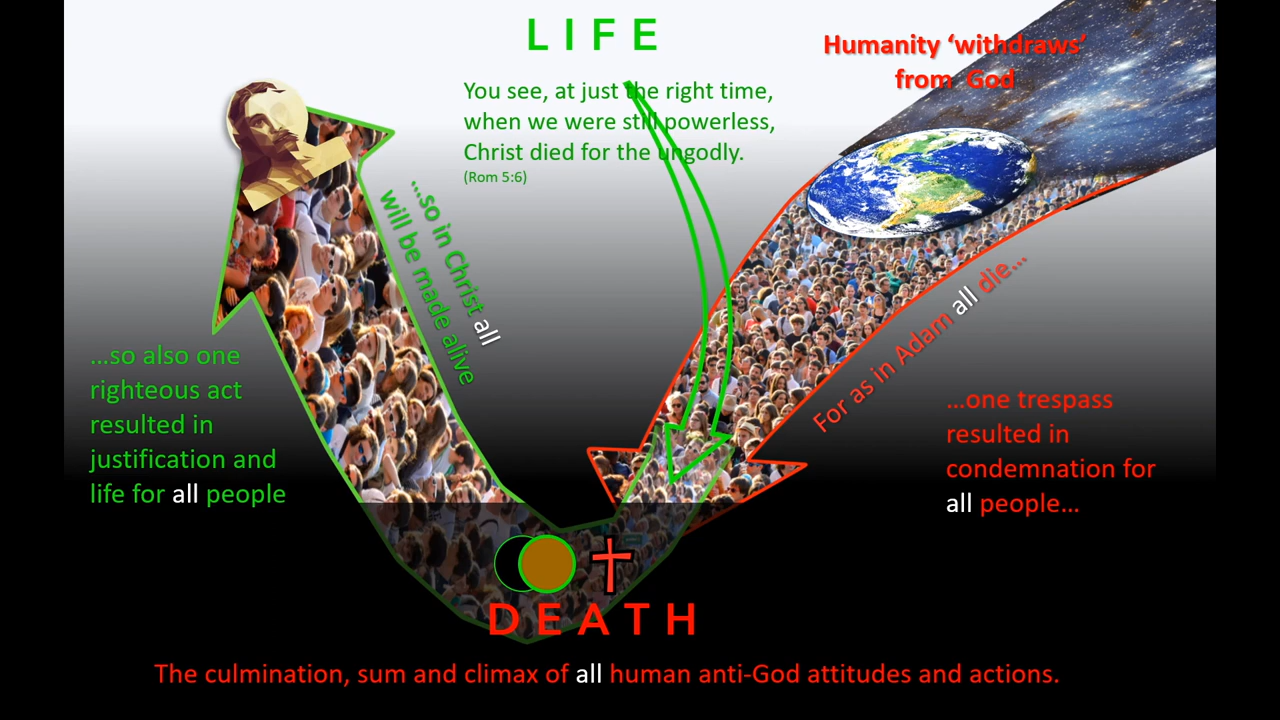 L I F E
Humanity ‘withdraws’
from God
You see, at just the right time,
when we were still powerless,
Christ died for the ungodly.
(Rom 5:6)
...so in Christ all
will be made alive
For as in Adam all die...
...so also one
righteous act
resulted in
justification and
life for all people
...one trespass
resulted in
condemnation for
all people...
D E A T H
The culmination, sum and climax of all human anti-God attitudes and actions.